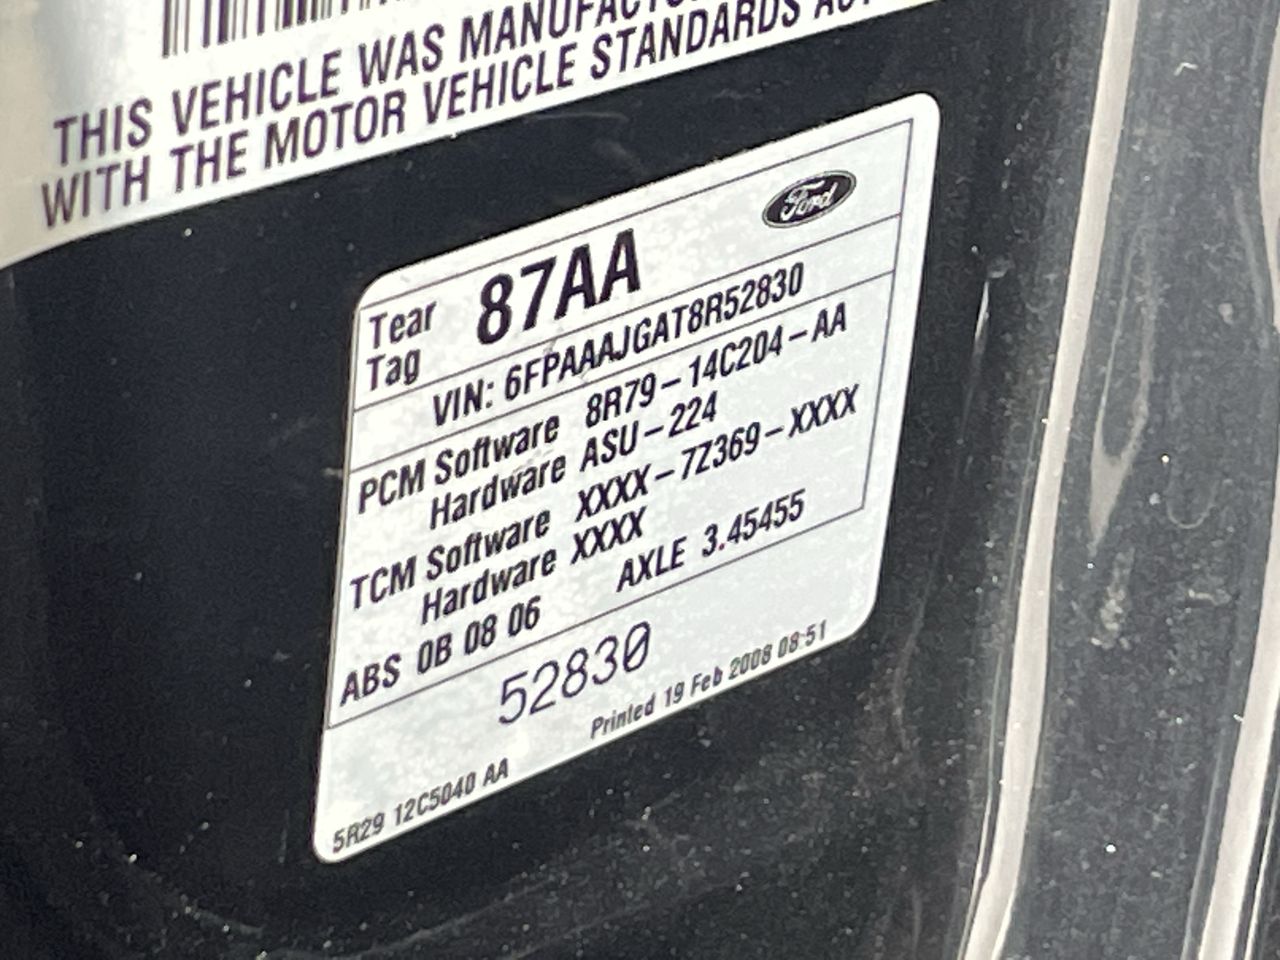 THIS VEHICLE WAS
WITH THE MOTOR VEHICLE STANDARDS
Ford
Tear Tag 87AA
VIN: 6FPAAAJGAT8R52830
PCM Software 8R79-14C204-AA
Hardware ASU-224
TCM Software XXXX-7Z369-XXXX
Hardware XXXX
ABS 0B 08 06 AXLE 3.45455
52830
Printed 19 Feb 2008 08:51
5R29 12C5040 AA